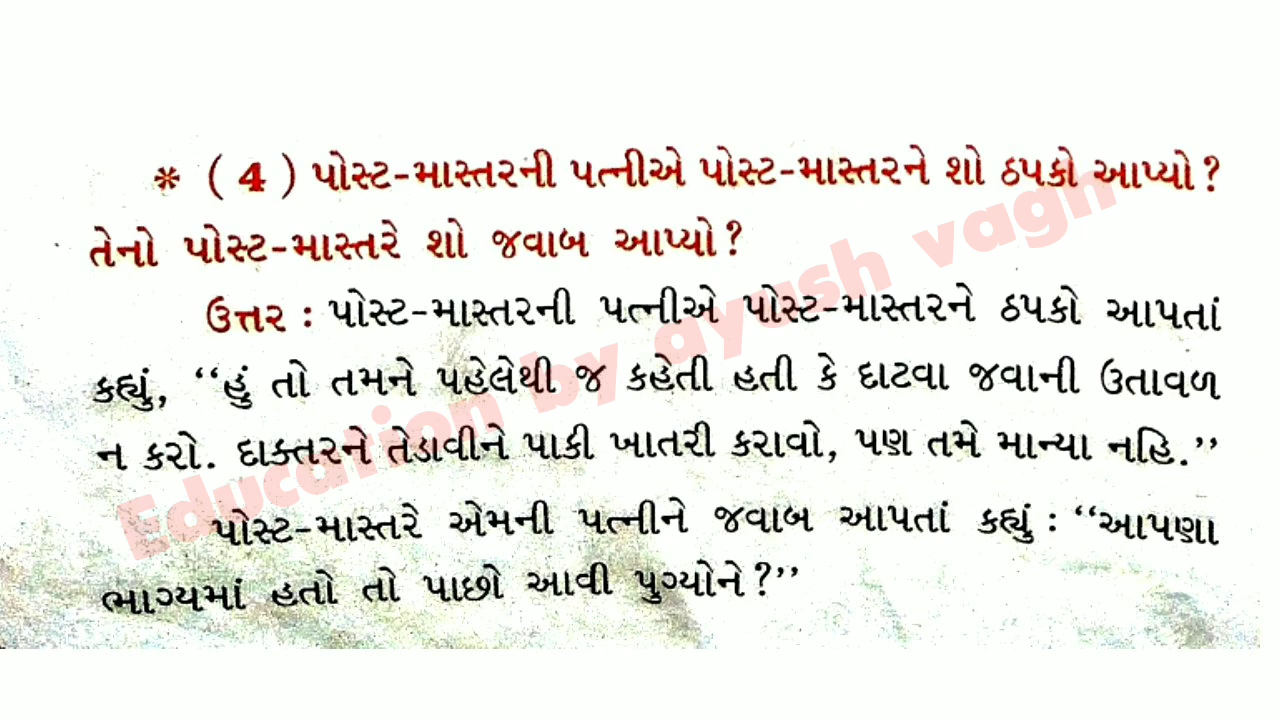 * ( 4 ) પોસ્ટ-માસ્તરની પત્નીએ પોસ્ટ-માસ્તરને શો ઠપકો આપ્યો ?
તેનો પોસ્ટ-માસ્તરે શો જવાબ આપ્યો ?
ઉત્તર : પોસ્ટ-માસ્તરની પત્નીએ પોસ્ટ-માસ્તરને ઠપકો આપતાં
કહ્યું, “હું તો તમને પહેલેથી જ કહેતી હતી કે દાટવા જવાની ઉતાવળ
ન કરો. દાક્તરને તેડાવીને પાકી ખાતરી કરાવો, પણ તમે માન્યા નહિ.”
પોસ્ટ-માસ્તરે એમની પત્નીને જવાબ આપતાં કહ્યું : “આપણા
ભાગ્યમાં હતો તો પાછો આવી પુગ્યોને ?”
Education by ayush vagh